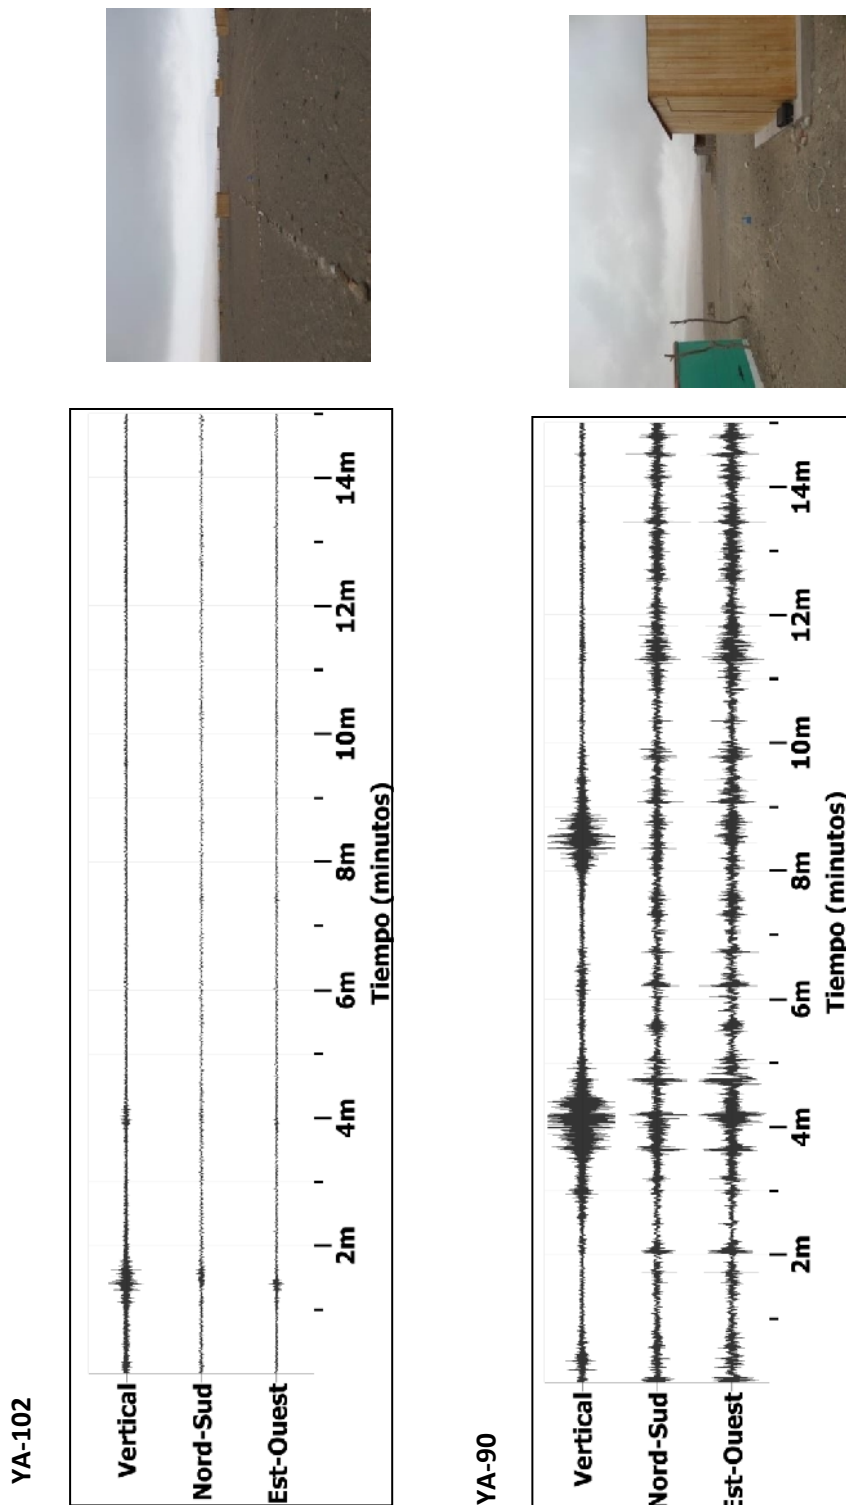 YA-102
Vertical
Nord-Sud
Est-Ouest
2m 4m 6m 8m 10m 12m 14m
Tiempo (minutos)
YA-90
Vertical
Nord-Sud
Est-Ouest
2m 4m 6m 8m 10m 12m 14m
Tiempo (minutos)